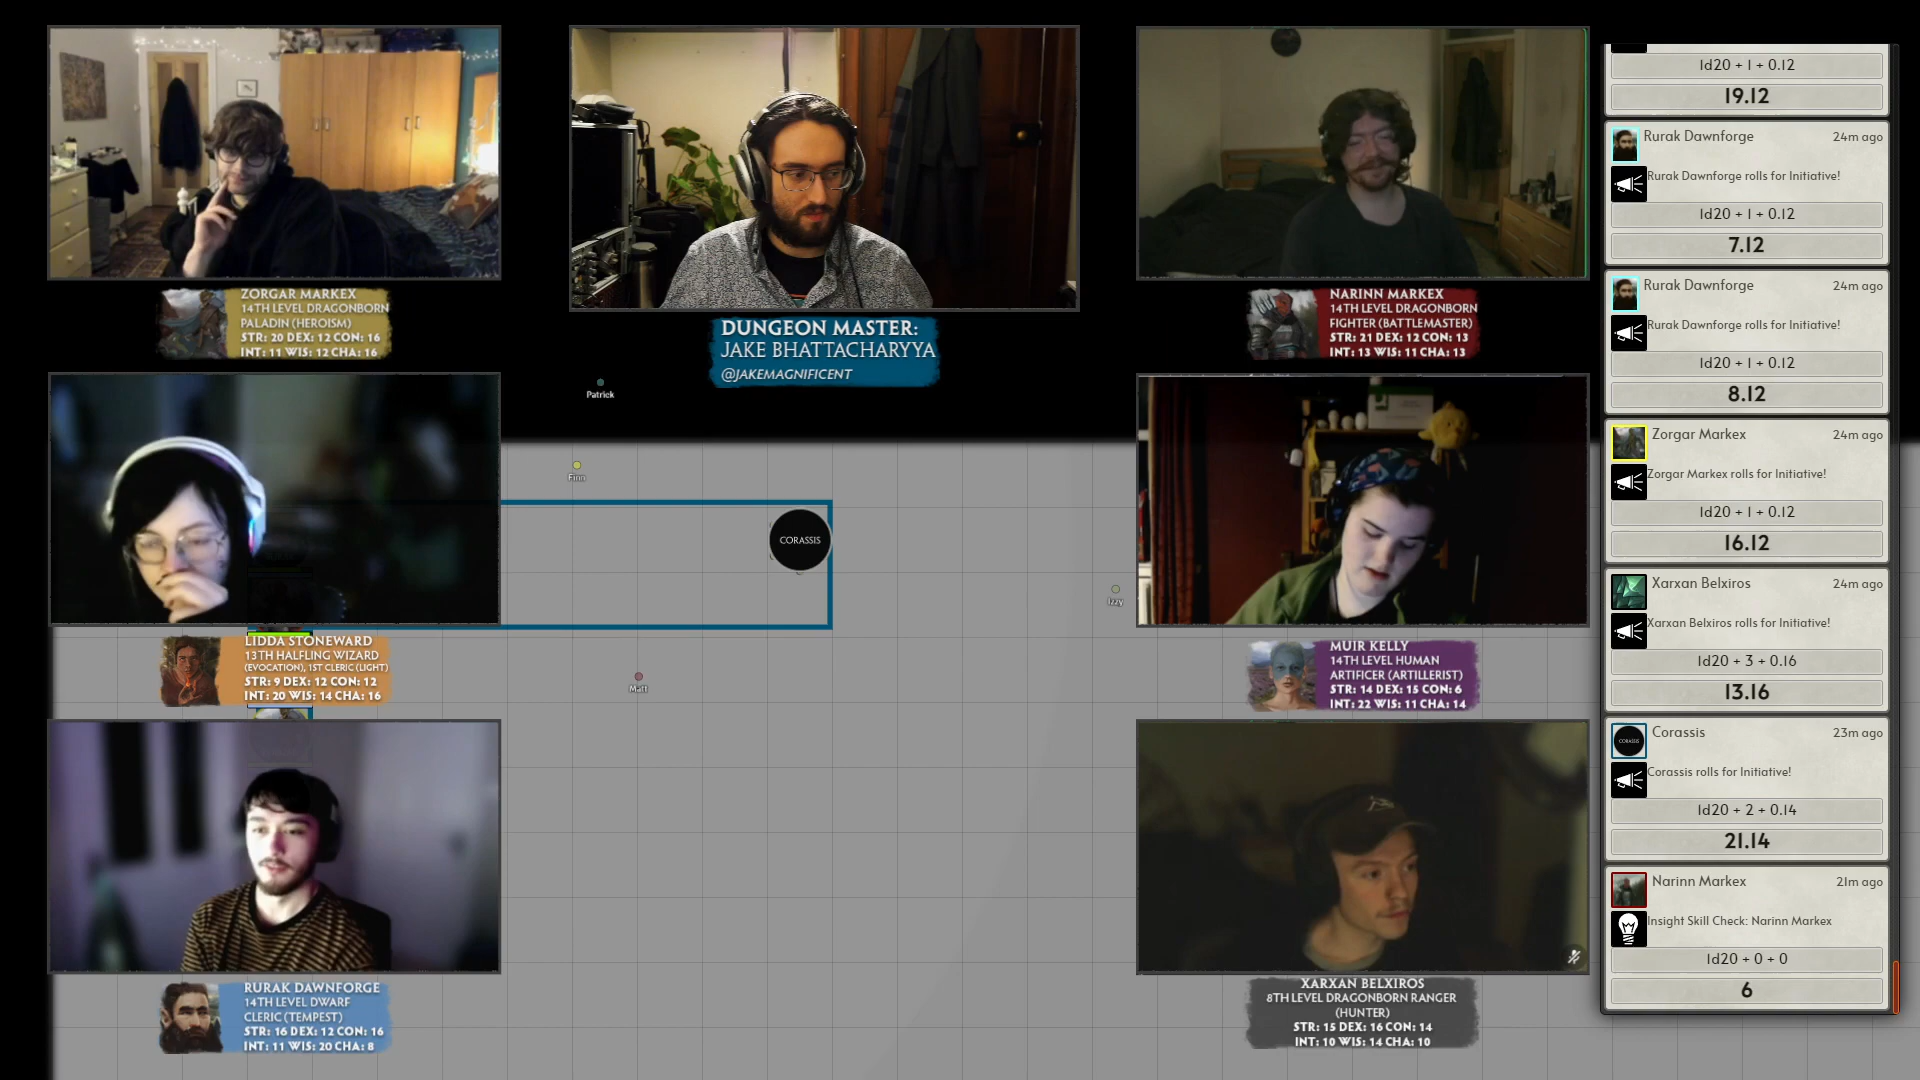 ZORGAR MARKEX
14TH LEVEL DRAGONBORN
PALADIN (HEROISM)
STR: 20 DEX: 12 CON: 16
INT: 11 WIS: 12 CHA: 16
DUNGEON MASTER:
JAKE BHATTACHARYYA
@JAKEMAGNIFICENT
NARINN MARKEX
14TH LEVEL DRAGONBORN
FIGHTER (BATTLEMASTER)
STR: 21 DEX: 12 CON: 13
INT: 13 WIS: 11 CHA: 13
Patrick
Finn
CORASSIS
Izzy
Matt
LIDDA STONEWARD
13TH HALFLING WIZARD
(EVOCATION), 1ST CLERIC (LIGHT)
STR: 9 DEX: 12 CON: 12
INT: 20 WIS: 14 CHA: 16
MUIR KELLY
14TH LEVEL HUMAN
ARTIFICER (ARTILLERIST)
STR: 14 DEX: 15 CON: 6
INT: 22 WIS: 11 CHA: 14
RURAK DAWNFORGE
14TH LEVEL DWARF
CLERIC (TEMPEST)
STR: 16 DEX: 12 CON: 16
INT: 11 WIS: 20 CHA: 8
XARXAN BELXIROS
8TH LEVEL DRAGONBORN RANGER
(HUNTER)
STR: 15 DEX: 16 CON: 14
INT: 10 WIS: 14 CHA: 10
1d20 + 1 + 0.12
19.12
Rurak Dawnforge 24m ago
Rurak Dawnforge rolls for Initiative!
1d20 + 1 + 0.12
7.12
Rurak Dawnforge 24m ago
Rurak Dawnforge rolls for Initiative!
1d20 + 1 + 0.12
8.12
Zorgar Markex 24m ago
Zorgar Markex rolls for Initiative!
1d20 + 1 + 0.12
16.12
Xarxan Belxiros 24m ago
Xarxan Belxiros rolls for Initiative!
1d20 + 3 + 0.16
13.16
Corassis 23m ago
CORASSIS
Corassis rolls for Initiative!
1d20 + 2 + 0.14
21.14
Narinn Markex 21m ago
Insight Skill Check: Narinn Markex
1d20 + 0 + 0
6